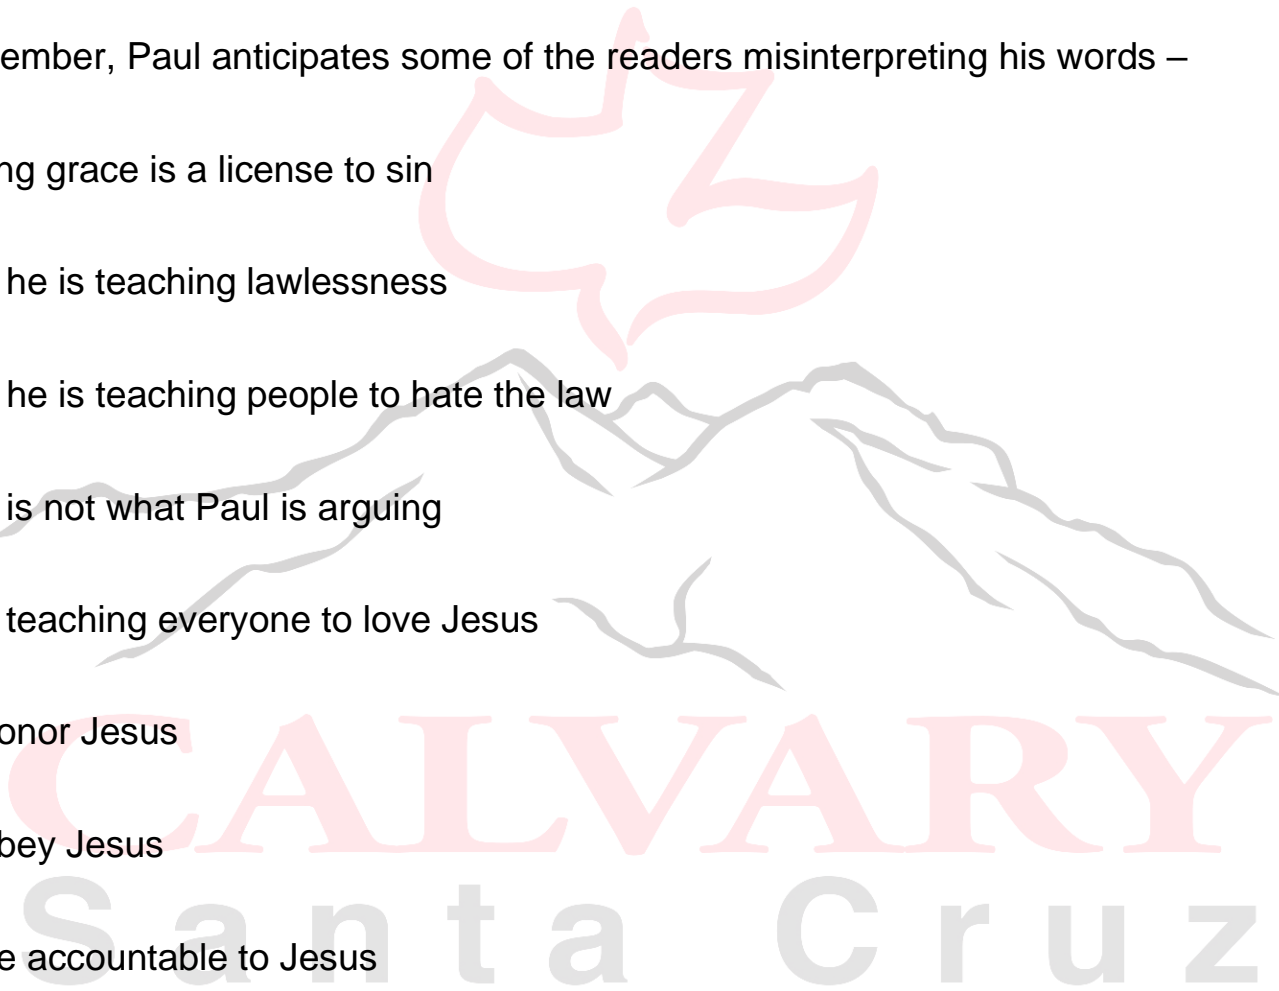 ember, Paul anticipates some of the readers misinterpreting his words –
ng grace is a license to sin
he is teaching lawlessness
he is teaching people to hate the law
is not what Paul is arguing
teaching everyone to love Jesus
onor Jesus
CALVARY
bey Jesus
Santa Cruz
e accountable to Jesus